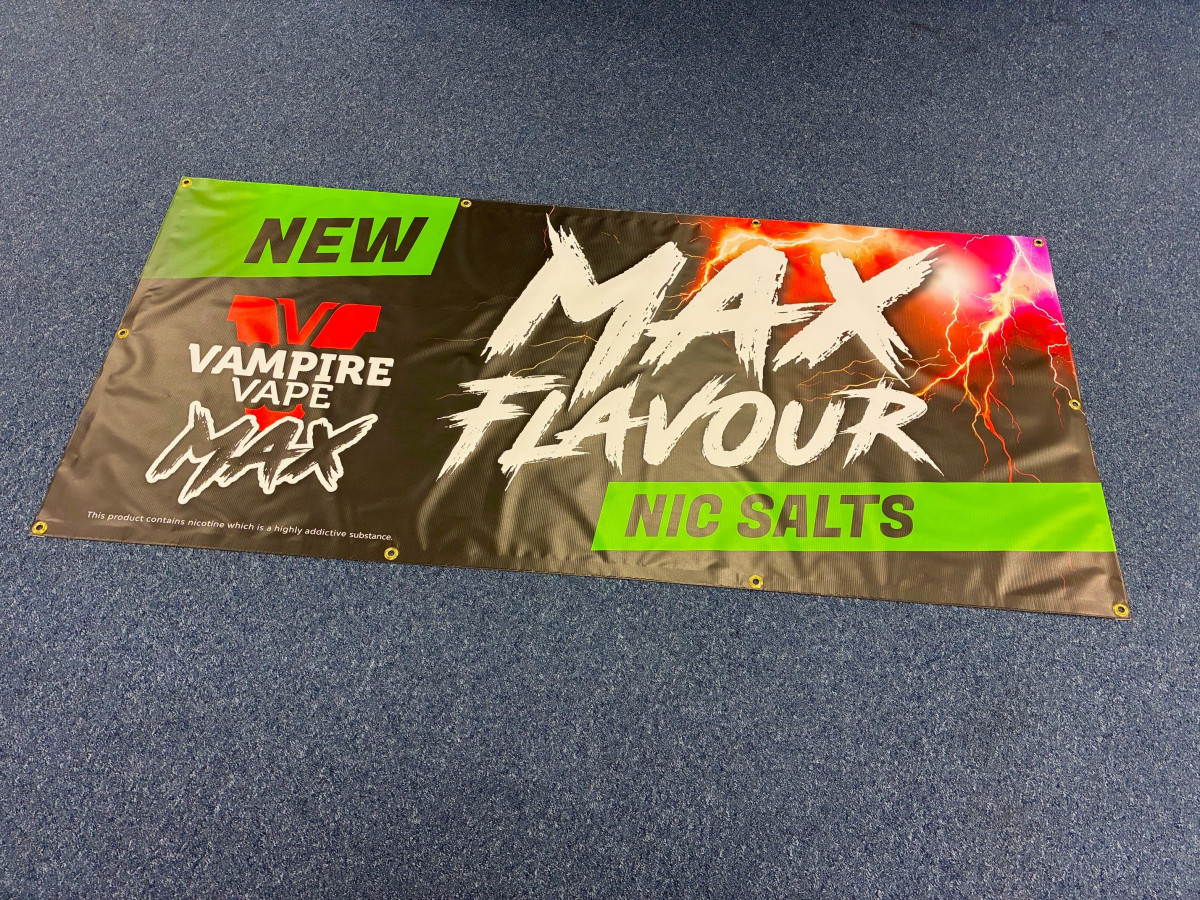 NEW
VAMPIRE
VAPE
MAX
This product contains nicotine which is a highly addictive substance.
MAX
FLAVOUR
NIC SALTS